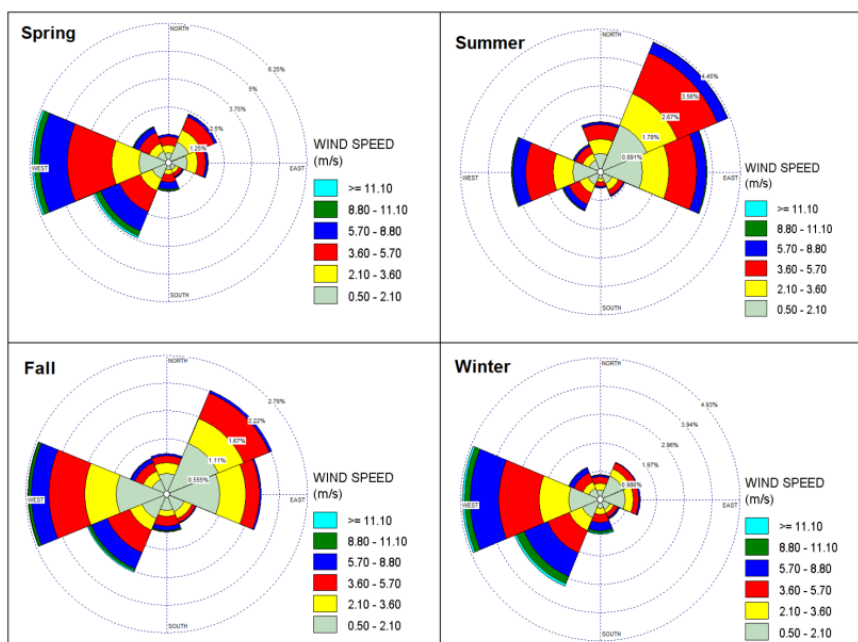 Spring
NORTH
6.25%
5%
3.75%
2.5%
1.25%
WEST
EAST
SOUTH
WIND SPEED
(m/s)
>= 11.10
8.80 - 11.10
5.70 - 8.80
3.60 - 5.70
2.10 - 3.60
0.50 - 2.10
Summer
NORTH
4.45%
3.56%
2.67%
1.78%
0.891%
WEST
EAST
SOUTH
WIND SPEED
(m/s)
>= 11.10
8.80 - 11.10
5.70 - 8.80
3.60 - 5.70
2.10 - 3.60
0.50 - 2.10
Fall
NORTH
2.78%
2.22%
1.67%
1.11%
0.555%
WEST
EAST
SOUTH
WIND SPEED
(m/s)
>= 11.10
8.80 - 11.10
5.70 - 8.80
3.60 - 5.70
2.10 - 3.60
0.50 - 2.10
Winter
NORTH
4.93%
3.94%
2.96%
1.97%
WEST
EAST
SOUTH
WIND SPEED
(m/s)
>= 11.10
8.80 - 11.10
5.70 - 8.80
3.60 - 5.70
2.10 - 3.60
0.50 - 2.10